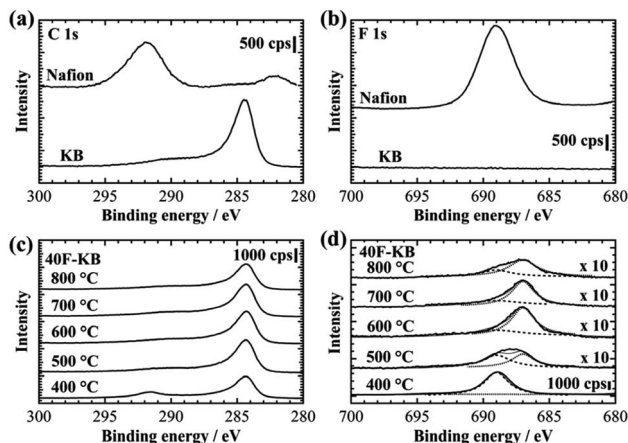 (a)
C 1s
500 cps
Nafion
KB
Intensity
300 295 290 285 280
Binding energy / eV
(b)
F 1s
Nafion
500 cps
KB
Intensity
700 695 690 685 680
Binding energy / eV
(c)
1000 cps
40F-KB
800 °C
700 °C
600 °C
500 °C
400 °C
Intensity
300 295 290 285 280
Binding energy / eV
(d)
40F-KB
800 °C x 10
700 °C x 10
600 °C x 10
500 °C x 10
400 °C 1000 cps
Intensity
700 695 690 685 680
Binding energy / eV